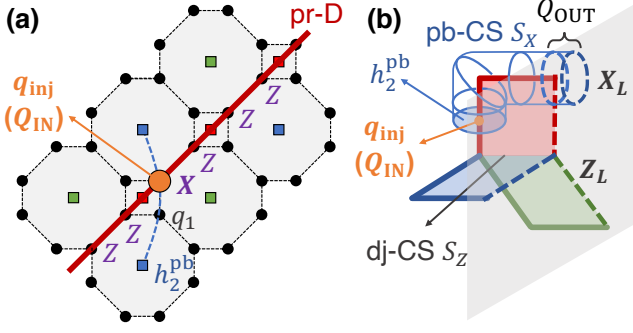 (a)
pr-D
q_inj
(Q_IN)
Z
Z
Z
X
q_1
Z
Z
h_2^pb
(b)
pb-CS S_X
Q_OUT
h_2^pb
X_L
q_inj
(Q_IN)
Z_L
dj-CS S_Z